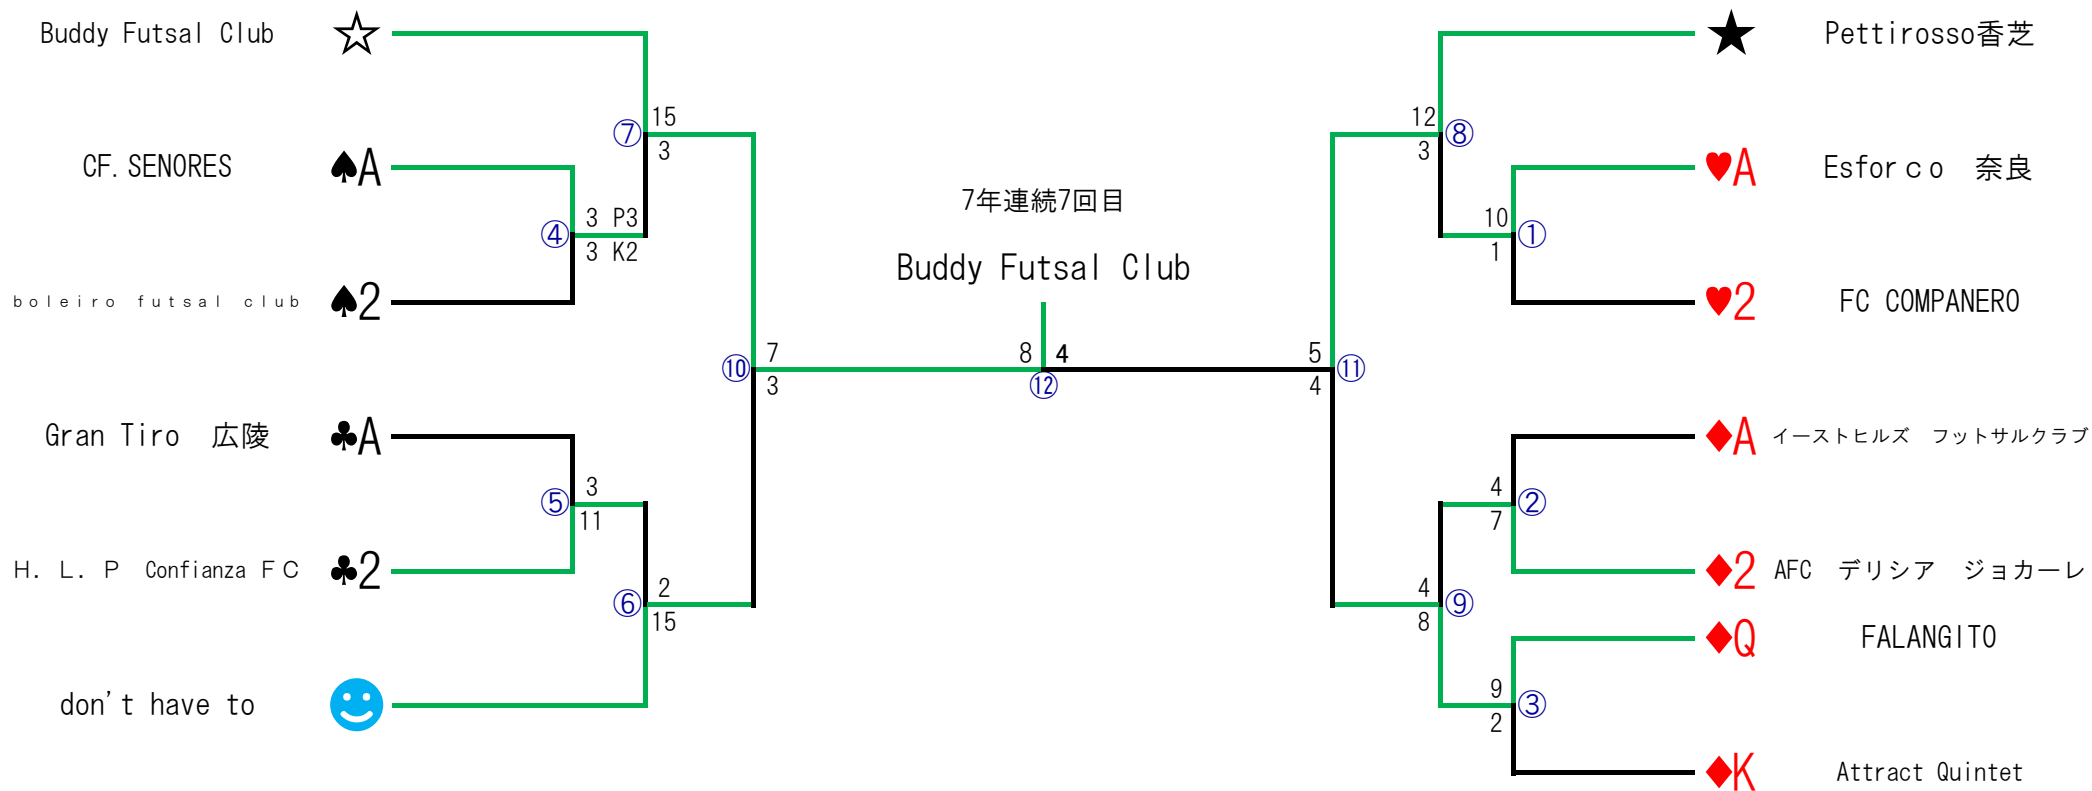 Buddy Futsal Club ☆
★ Pettirosso香芝
15
⑦
3
12
⑧
3
CF.SENORES ♠A
♥A Esforｃｏ　奈良
7年連続7回目
3 P3
④
3 K2
10
①
1
Buddy Futsal Club
ｂｏｌｅｉｒｏ　ｆｕｔｓａｌ　ｃｌｕｂ ♠2
♥2 FC COMPANERO
7
⑩
3
8 4
⑫
5
⑪
4
Gran Tiro　広陵 ♣A
♦A イーストヒルズ　フットサルクラブ
3
⑤
11
4
②
7
Ｈ．Ｌ．Ｐ　Confianza ＦＣ ♣2
♦2 AFC　デリシア　ジョカーレ
2
⑥
15
4
⑨
8
♦Q FALANGITO
don't have to
9
③
2
♦K Attract Quintet